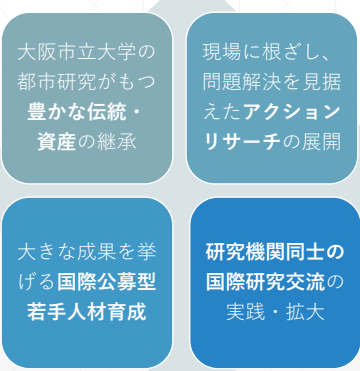 大阪市立大学の
都市研究がもつ
豊かな伝統・
資産の継承
現場に根ざし、
問題解決を見据
えたアクション
リサーチの展開
大きな成果を挙
げる国際公募型
若手人材育成
研究機関同士の
国際研究交流の
実践・拡大